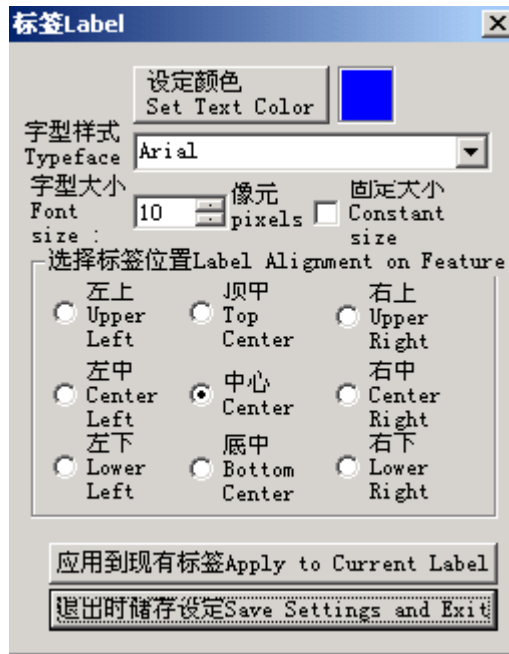 标签Label
设定颜色
Set Text Color
字型样式
Typeface
Arial
字型大小
Font
size :
10
像元
pixels
固定大小
Constant
size
选择标签位置Label Alignment on Feature
左上
Upper
Left
顶中
Top
Center
右上
Upper
Right
左中
Center
Left
中心
Center
右中
Center
Right
左下
Lower
Left
底中
Bottom
Center
右下
Lower
Right
应用到现有标签Apply to Current Label
退出时储存设定Save Settings and Exit